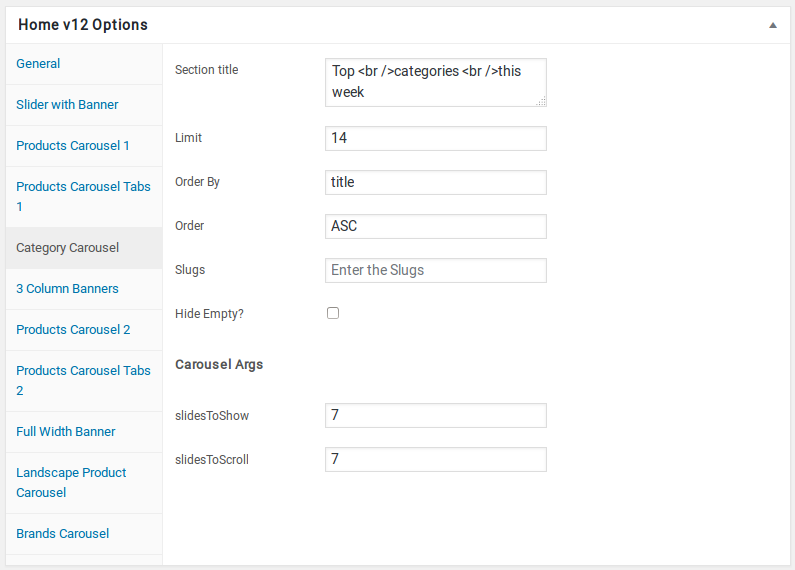 Home v12 Options
General
Slider with Banner
Products Carousel 1
Products Carousel Tabs
1
Category Carousel
3 Column Banners
Products Carousel 2
Products Carousel Tabs
2
Full Width Banner
Landscape Product
Carousel
Brands Carousel
Section title
Top <br />categories <br />this
week
Limit
14
Order By
title
Order
ASC
Slugs
Enter the Slugs
Hide Empty?
Carousel Args
slidesToShow
7
slidesToScroll
7